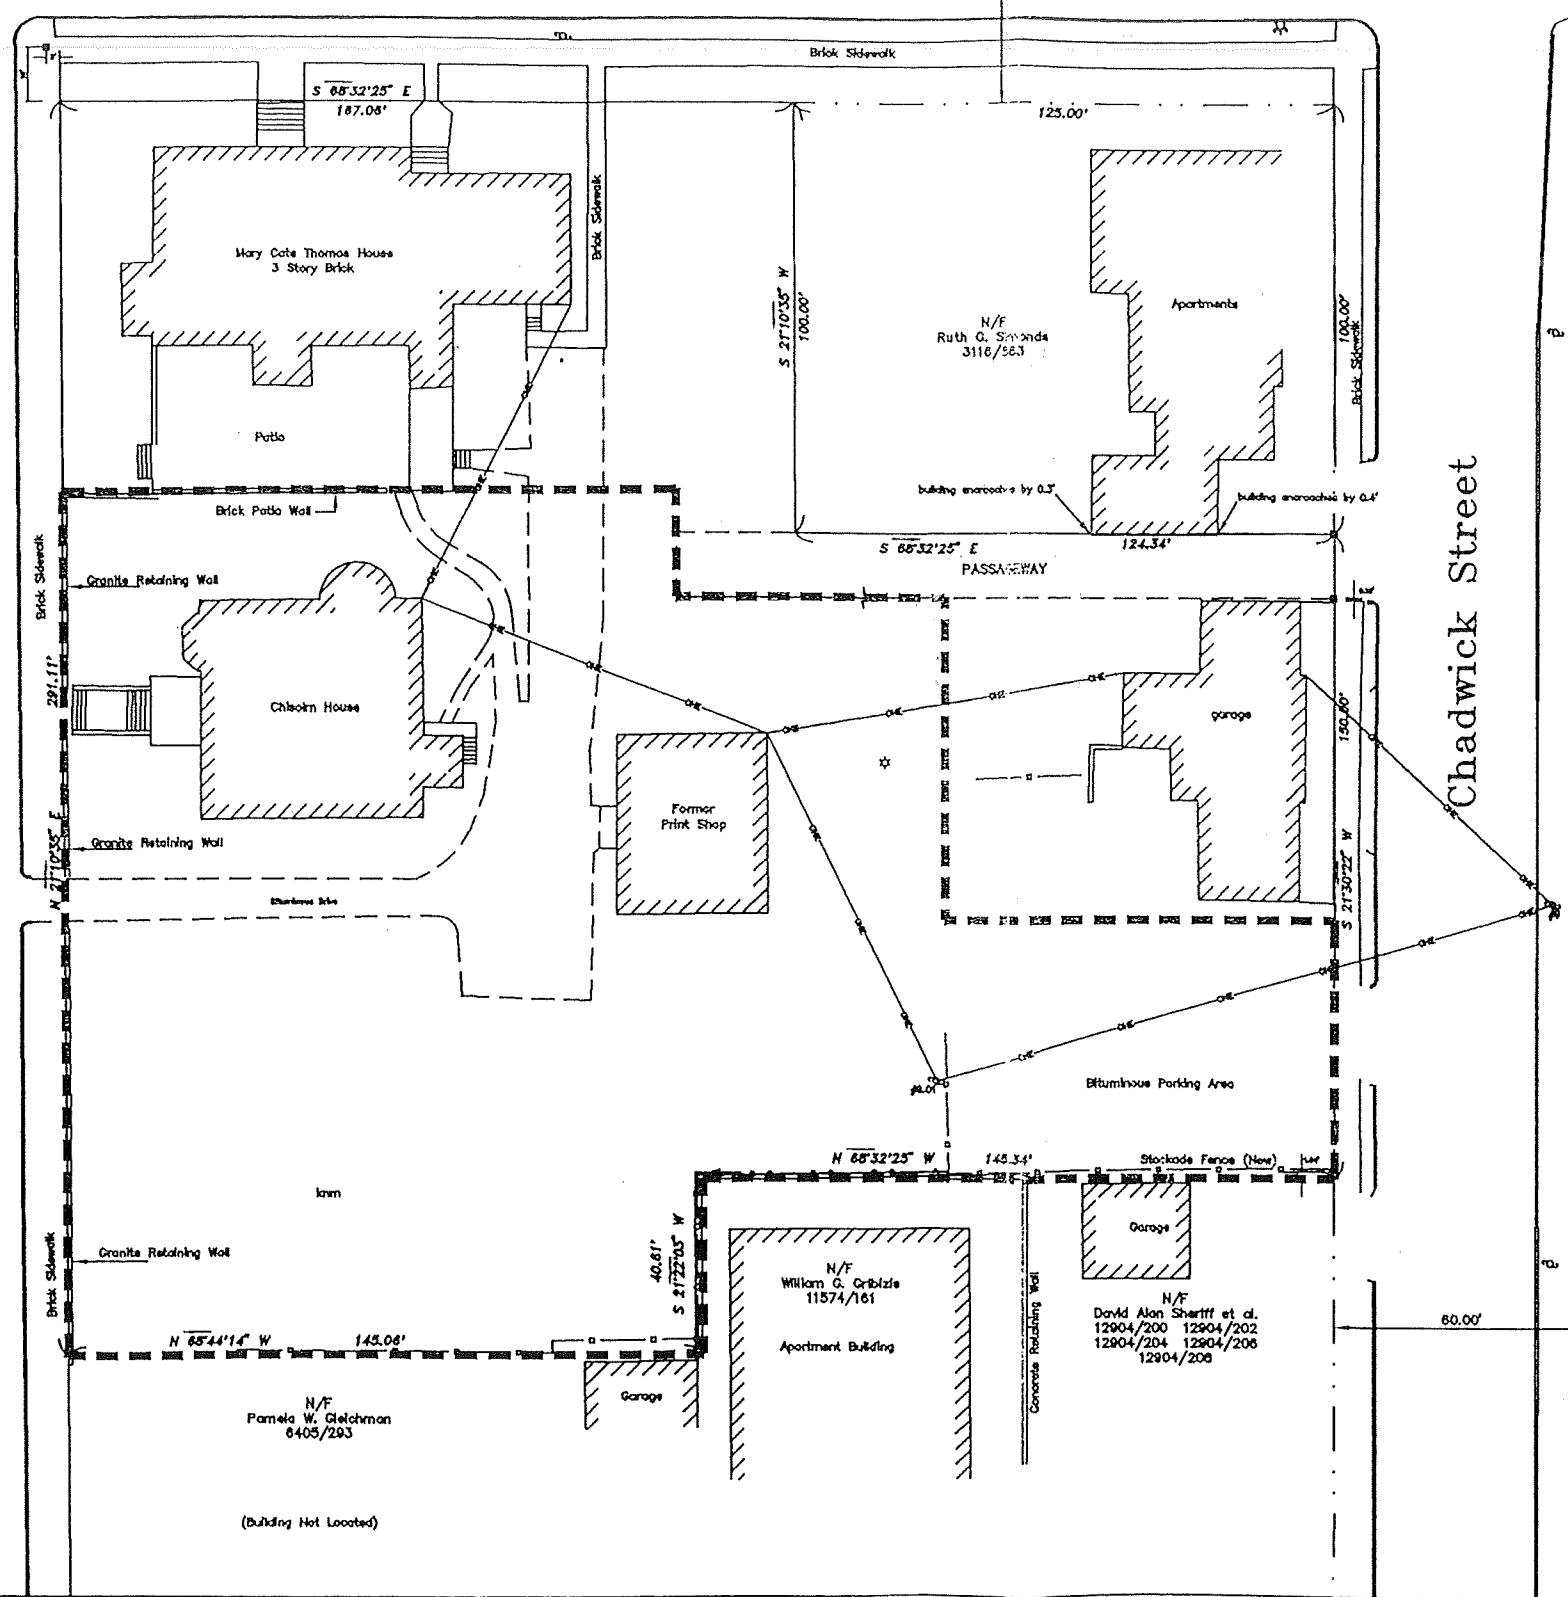 Brick Sidewalk
S 68°32'25" E
167.06'
125.00'
Brick Sidewalk
Mary Cate Thomas House
3 Story Brick
S 21°10'35" W
100.00'
N/F
Ruth G. Simonds
3116/563
Apartments
100.00'
Brick Sidewalk
Patio
Brick Patio Wall
building encroaches by 0.3'
building encroaches by 0.4'
S 68°32'25" E
124.34'
PASSAGEWAY
Chadwick Street
Brick Sidewalk
Granite Retaining Wall
291.11'
N 21°10'35" E
Chisolm House
garage
150.00'
S 21°30'22" W
Former
Print Shop
Granite Retaining Wall
Bituminous Drive
Bituminous Parking Area
N 68°32'25" W
145.34'
Stockade Fence (New)
lawn
Granite Retaining Wall
Brick Sidewalk
40.61'
S 21°22'05" W
Garage
N/F
William G. Gribizis
11574/161
Apartment Building
Concrete Retaining Wall
N/F
David Alan Sheriff et al.
12904/200 12904/202
12904/204 12904/206
12904/208
60.00'
N 68°44'14" W
145.06'
Garage
N/F
Pamela W. Gleichman
6405/293
(Building Not Located)